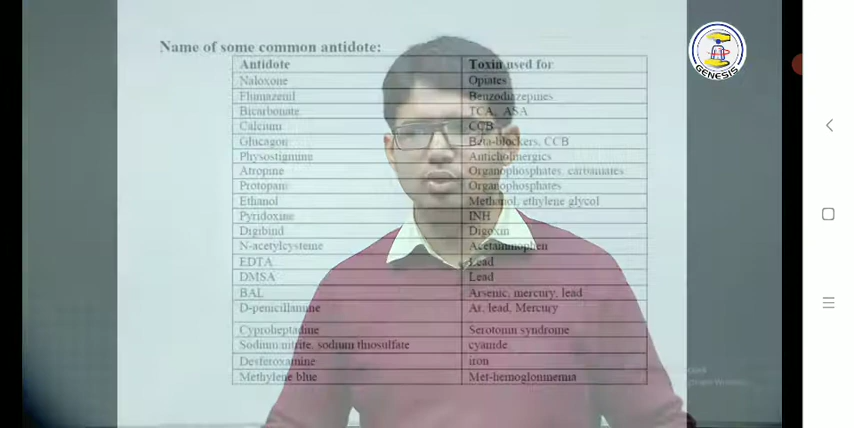 GENESIS
Name of some common antidote:
Antidote Toxin used for
Naloxone Opiates
Flumazenil Benzodiazepines
Bicarbonate TCA, ASA
Calcium CCB
Glucagon Beta-blockers, CCB
Physostigmine Anticholinergics
Atropine Organophosphates, carbamates
Protopam Organophosphates
Ethanol Methanol, ethylene glycol
Pyridoxine INH
Digibind Digoxin
N-acetylcysteine Acetaminophen
EDTA Lead
DMSA Lead
BAL Arsenic, mercury, lead
D-penicillamine Ar, lead, Mercury
Cyproheptadine Serotonin syndrome
Sodium nitrite, sodium thiosulfate cyanide
Desferoxamine iron
Methylene blue